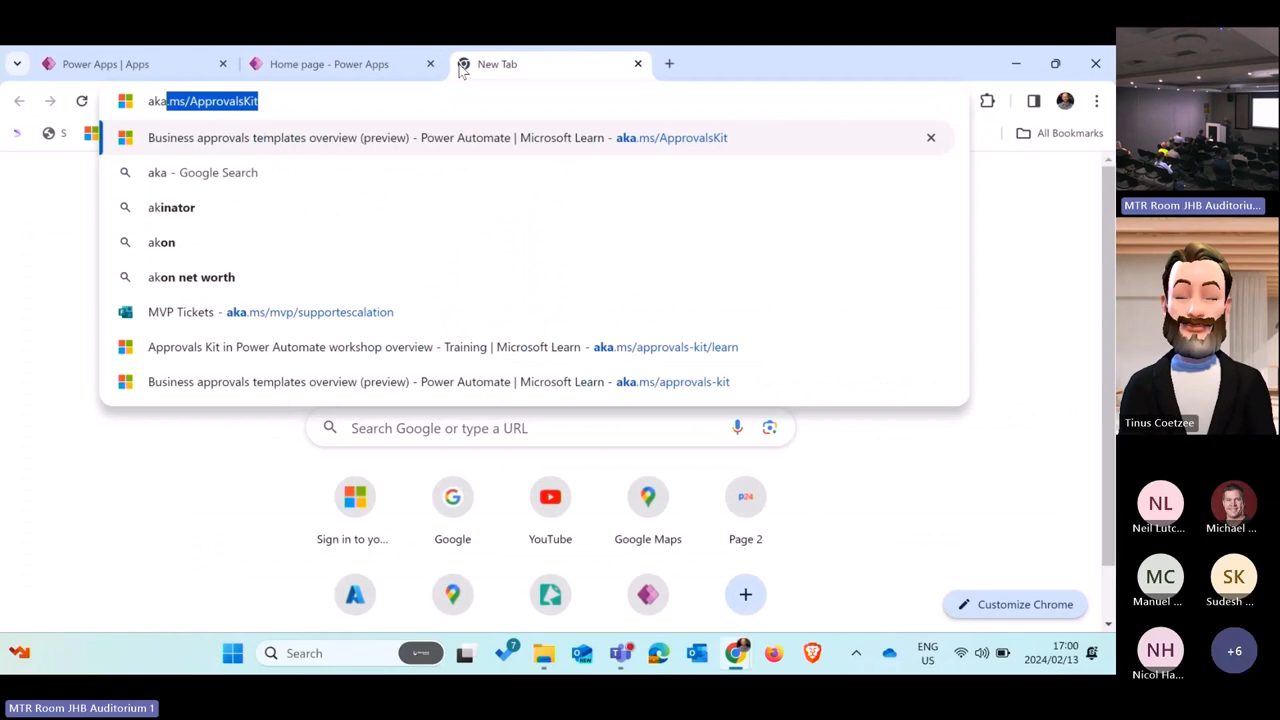 Power Apps | Apps
Home page - Power Apps
New Tab
aka.ms/ApprovalsKit
S
All Bookmarks
Business approvals templates overview (preview) - Power Automate | Microsoft Learn - aka.ms/ApprovalsKit
aka - Google Search
akinator
akon
akon net worth
MVP Tickets - aka.ms/mvp/supportescalation
Approvals Kit in Power Automate workshop overview - Training | Microsoft Learn - aka.ms/approvals-kit/learn
Business approvals templates overview (preview) - Power Automate | Microsoft Learn - aka.ms/approvals-kit
Search Google or type a URL
p24
Sign in to yo...
Google
YouTube
Google Maps
Page 2
Customize Chrome
Search
7
ENG
US
17:00
2024/02/13
MTR Room JHB Auditoriu...
Tinus Coetzee
NL
Neil Lutc...
Michael ...
MC
Manuel ...
SK
Sudesh ...
NH
Nicol Ha...
+6
MTR Room JHB Auditorium 1